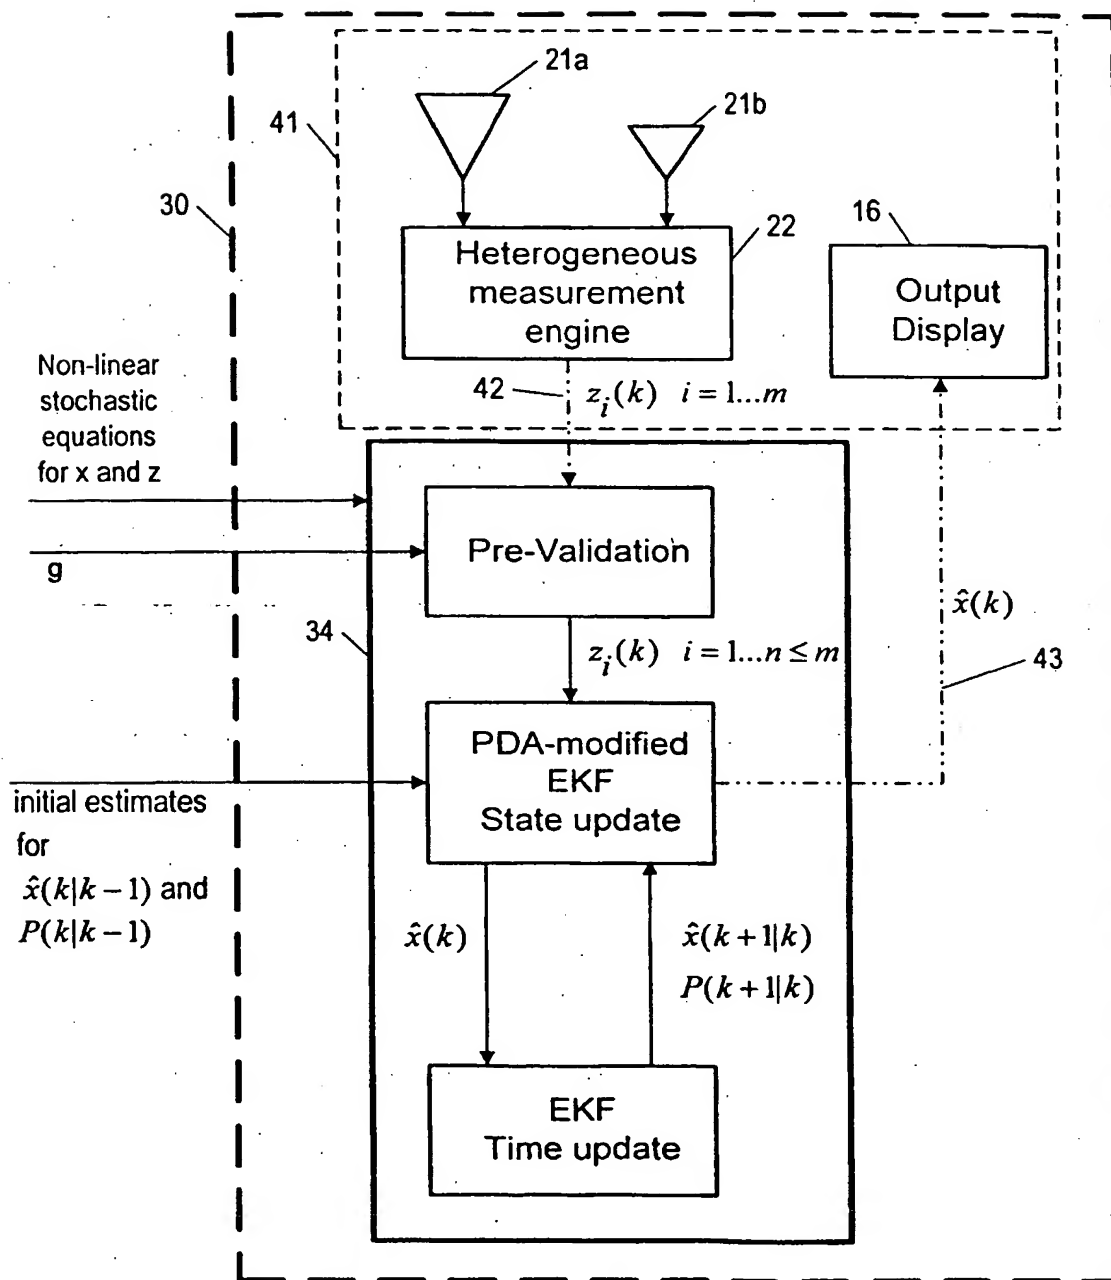 21a
21b
41
30
22
16
Heterogeneous
measurement
engine
Output
Display
Non-linear
stochastic
equations
for x and z
42
z_i(k) i = 1...m
Pre-Validation
g
x̂(k)
34
z_i(k) i = 1...n ≤ m
43
PDA-modified
EKF
State update
initial estimates
for
x̂(k|k − 1) and
P(k|k − 1)
x̂(k)
x̂(k + 1|k)
P(k + 1|k)
EKF
Time update